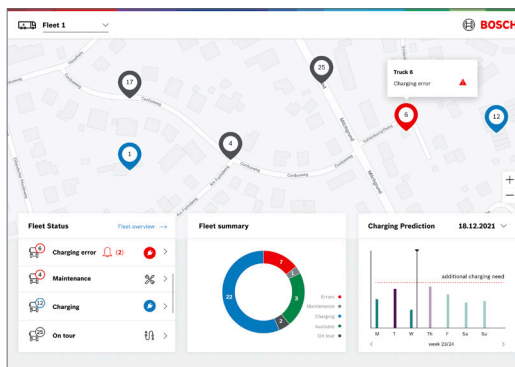 Fleet 1
BOSCH
25
Truck 6
Charging error
17
6
12
4
1
Fleet Status
Fleet overview →
6
Charging error
(2)
4
Maintenance
12
Charging
25
On tour
Fleet summary
7
22
3
2
Errors
Maintenance
Charging
Available
On tour
Charging Prediction
18.12.2021
additional charging need
M T W Th F Sa Su
< week 23/24 >